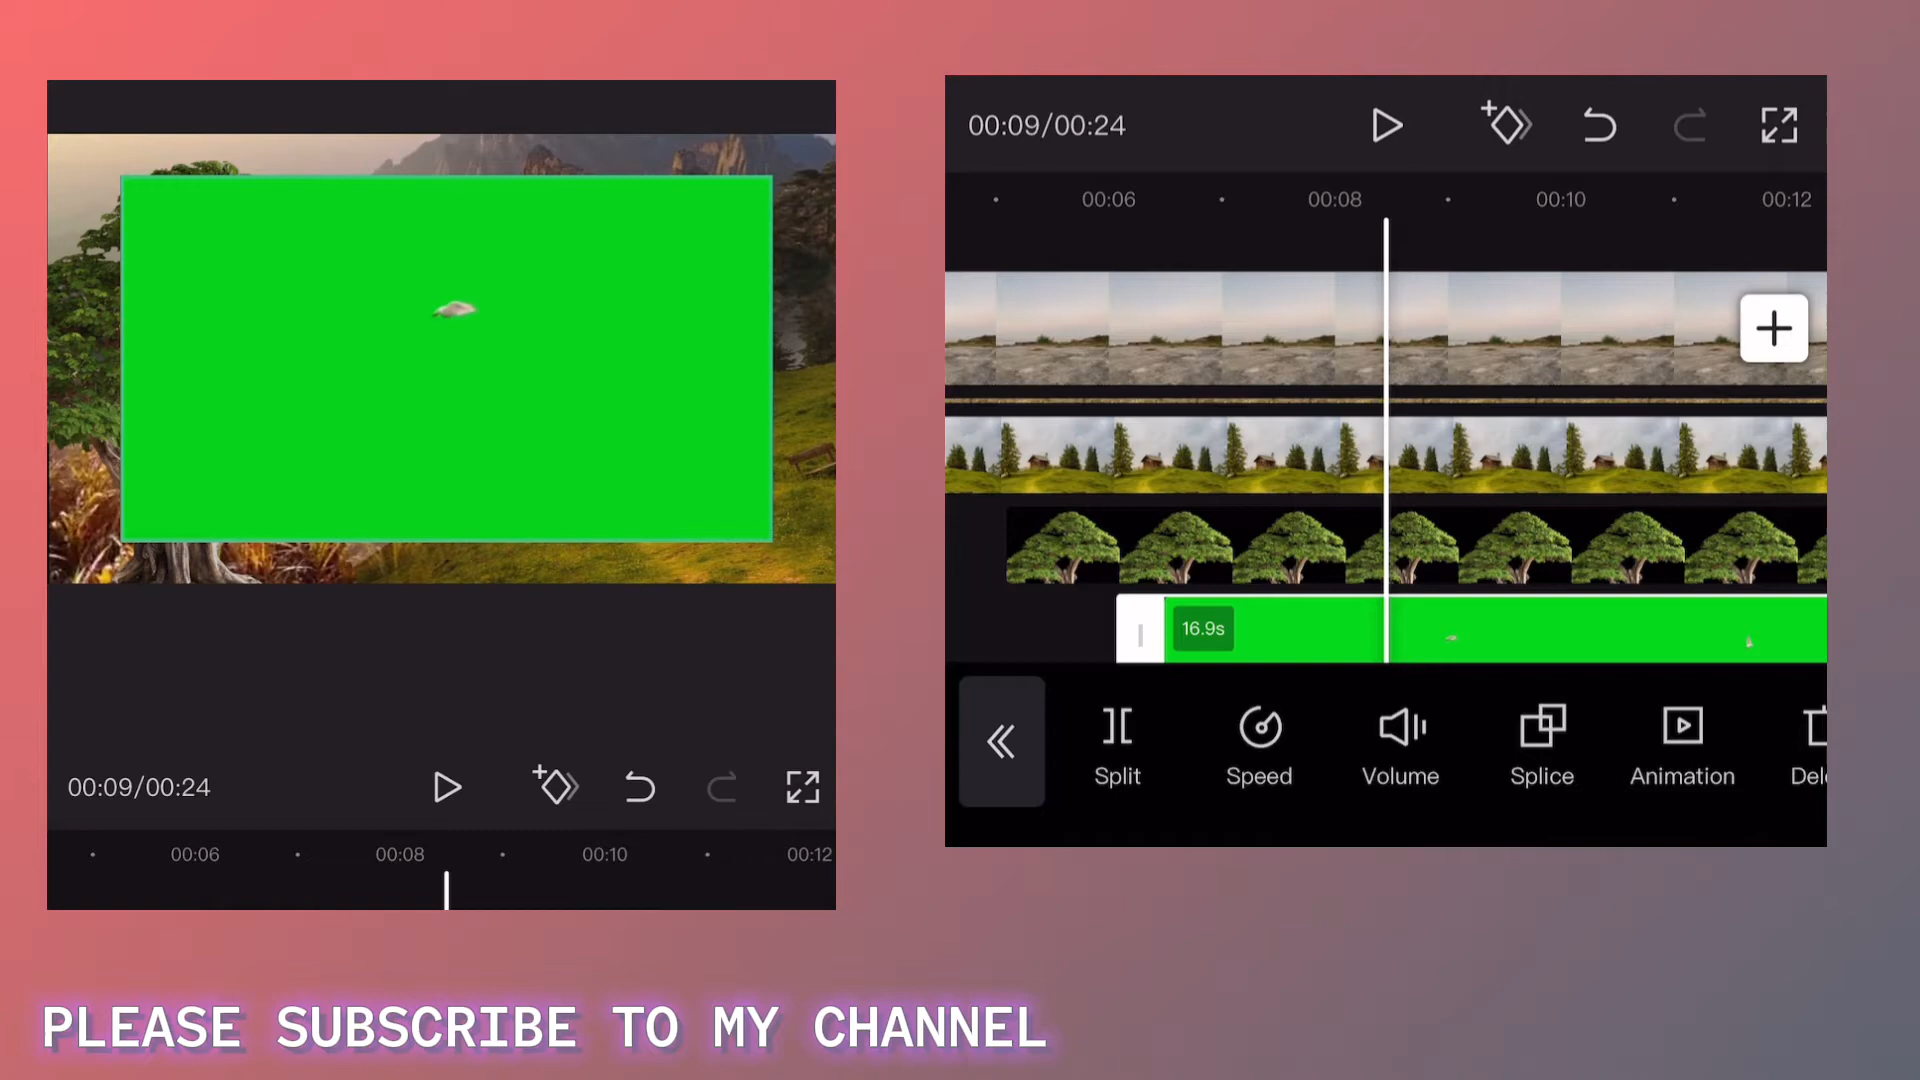 00:09/00:24
00:06
00:08
00:10
00:12
00:09/00:24
00:06
00:08
00:10
00:12
16.9s
Split
Speed
Volume
Splice
Animation
Del
PLEASE SUBSCRIBE TO MY CHANNEL